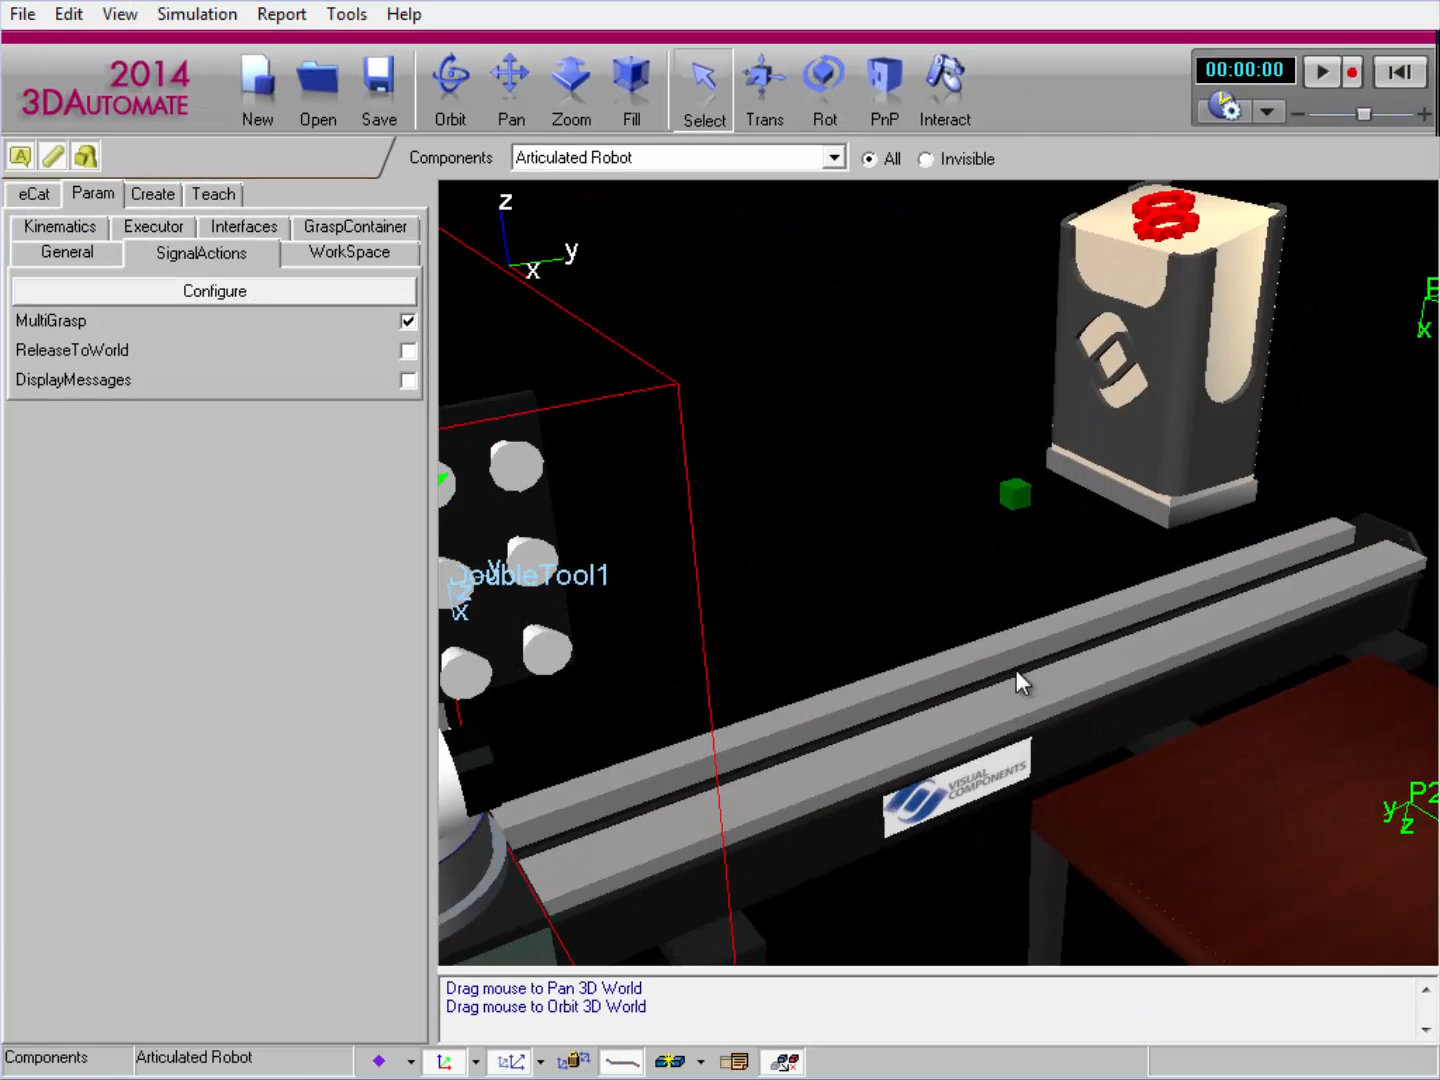 File Edit View Simulation Report Tools Help
2014
3DAUTOMATE
New Open Save Orbit Pan Zoom Fill Select Trans Rot PnP Interact
00:00:00
Components Articulated Robot All Invisible
eCat Param Create Teach
Kinematics Executor Interfaces GraspContainer
General SignalActions WorkSpace
Configure
MultiGrasp
ReleaseToWorld
DisplayMessages
z
y
x
x
DoubleTool1
x
VISUAL
COMPONENTS
P2
y
z
Drag mouse to Pan 3D World
Drag mouse to Orbit 3D World
Components Articulated Robot